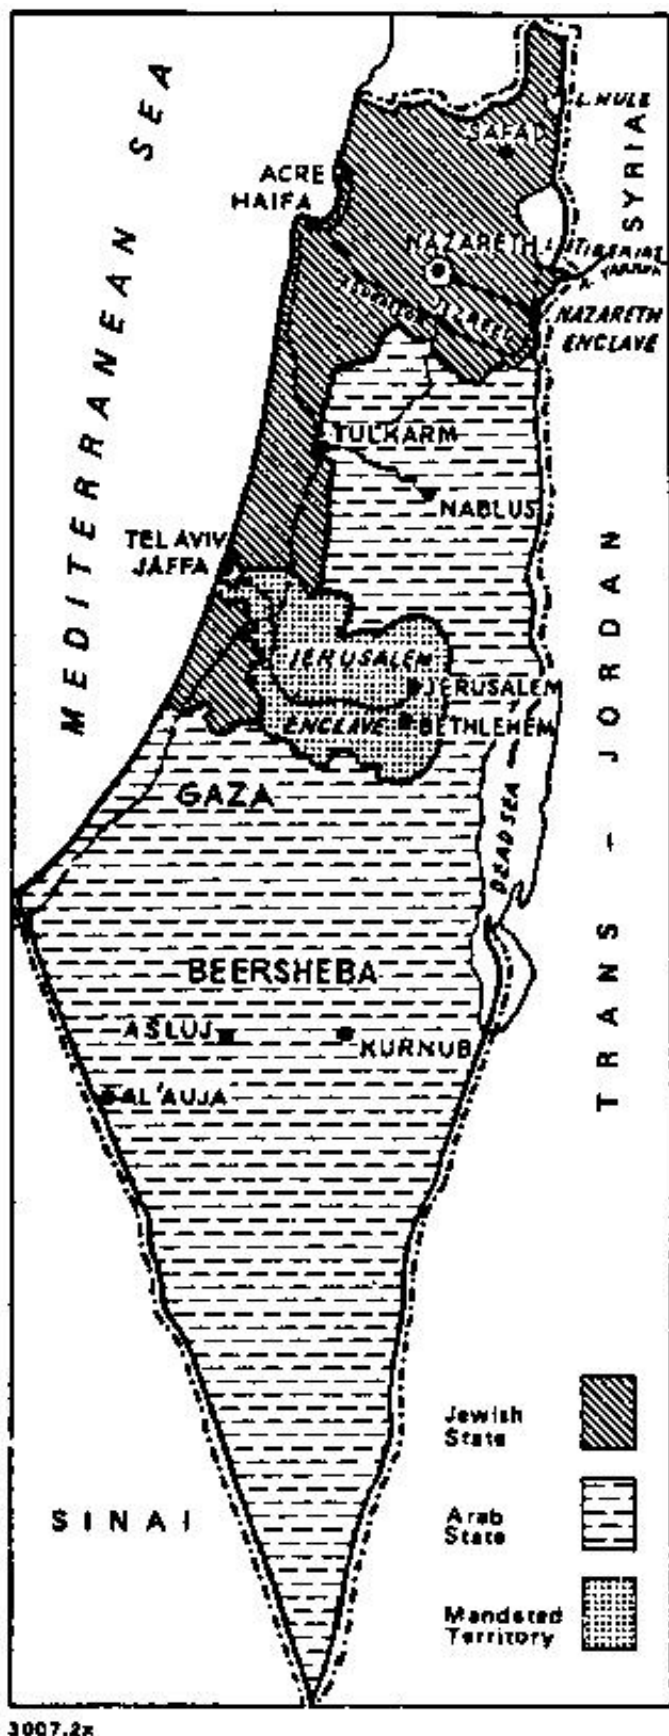 MEDITERRANEAN SEA
L. HULE
SAFAD
SYRIA
ACRE
HAIFA
NAZARETH
L. TIBERIAS
NAZARETH
ENCLAVE
JEZREEL
TULKARM
NABLUS
TEL AVIV
JAFFA
JERUSALEM
ENCLAVE
JERUSALEM
BETHLEHEM
TRANS - JORDAN
GAZA
DEAD SEA
BEERSHEBA
ASLUJ
KURNUB
AL'AUJA
SINAI
Jewish
State
Arab
State
Mandated
Territory
3007.2x